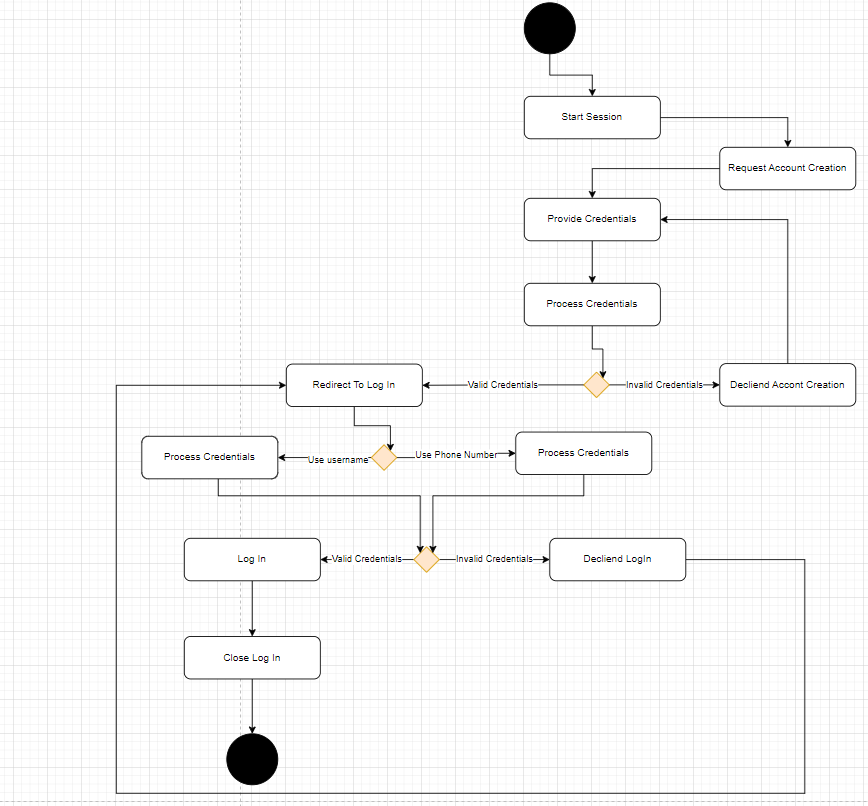 Start Session
Request Account Creation
Provide Credentials
Process Credentials
Redirect To Log In
Valid Credentials
Invalid Credentials
Decliend Accont Creation
Process Credentials
Use username
Use Phone Number
Process Credentials
Log In
Valid Credentials
Invalid Credentials
Decliend LogIn
Close Log In